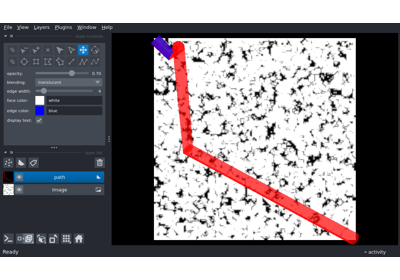 File View Layers Plugins Window Help
opacity: 0.70
blending: translucent
edge width:
face color: white
edge color: blue
display text:
path
Image
Ready activity